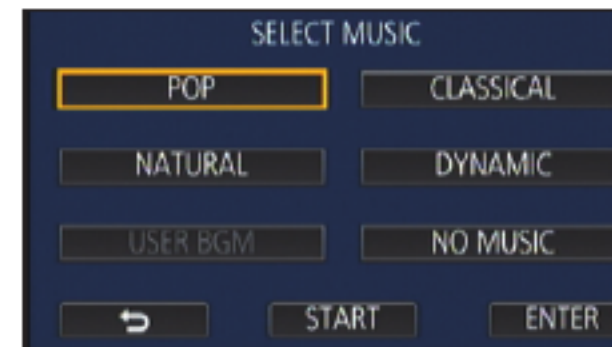 SELECT MUSIC
POP CLASSICAL
NATURAL DYNAMIC
USER BGM NO MUSIC
START ENTER